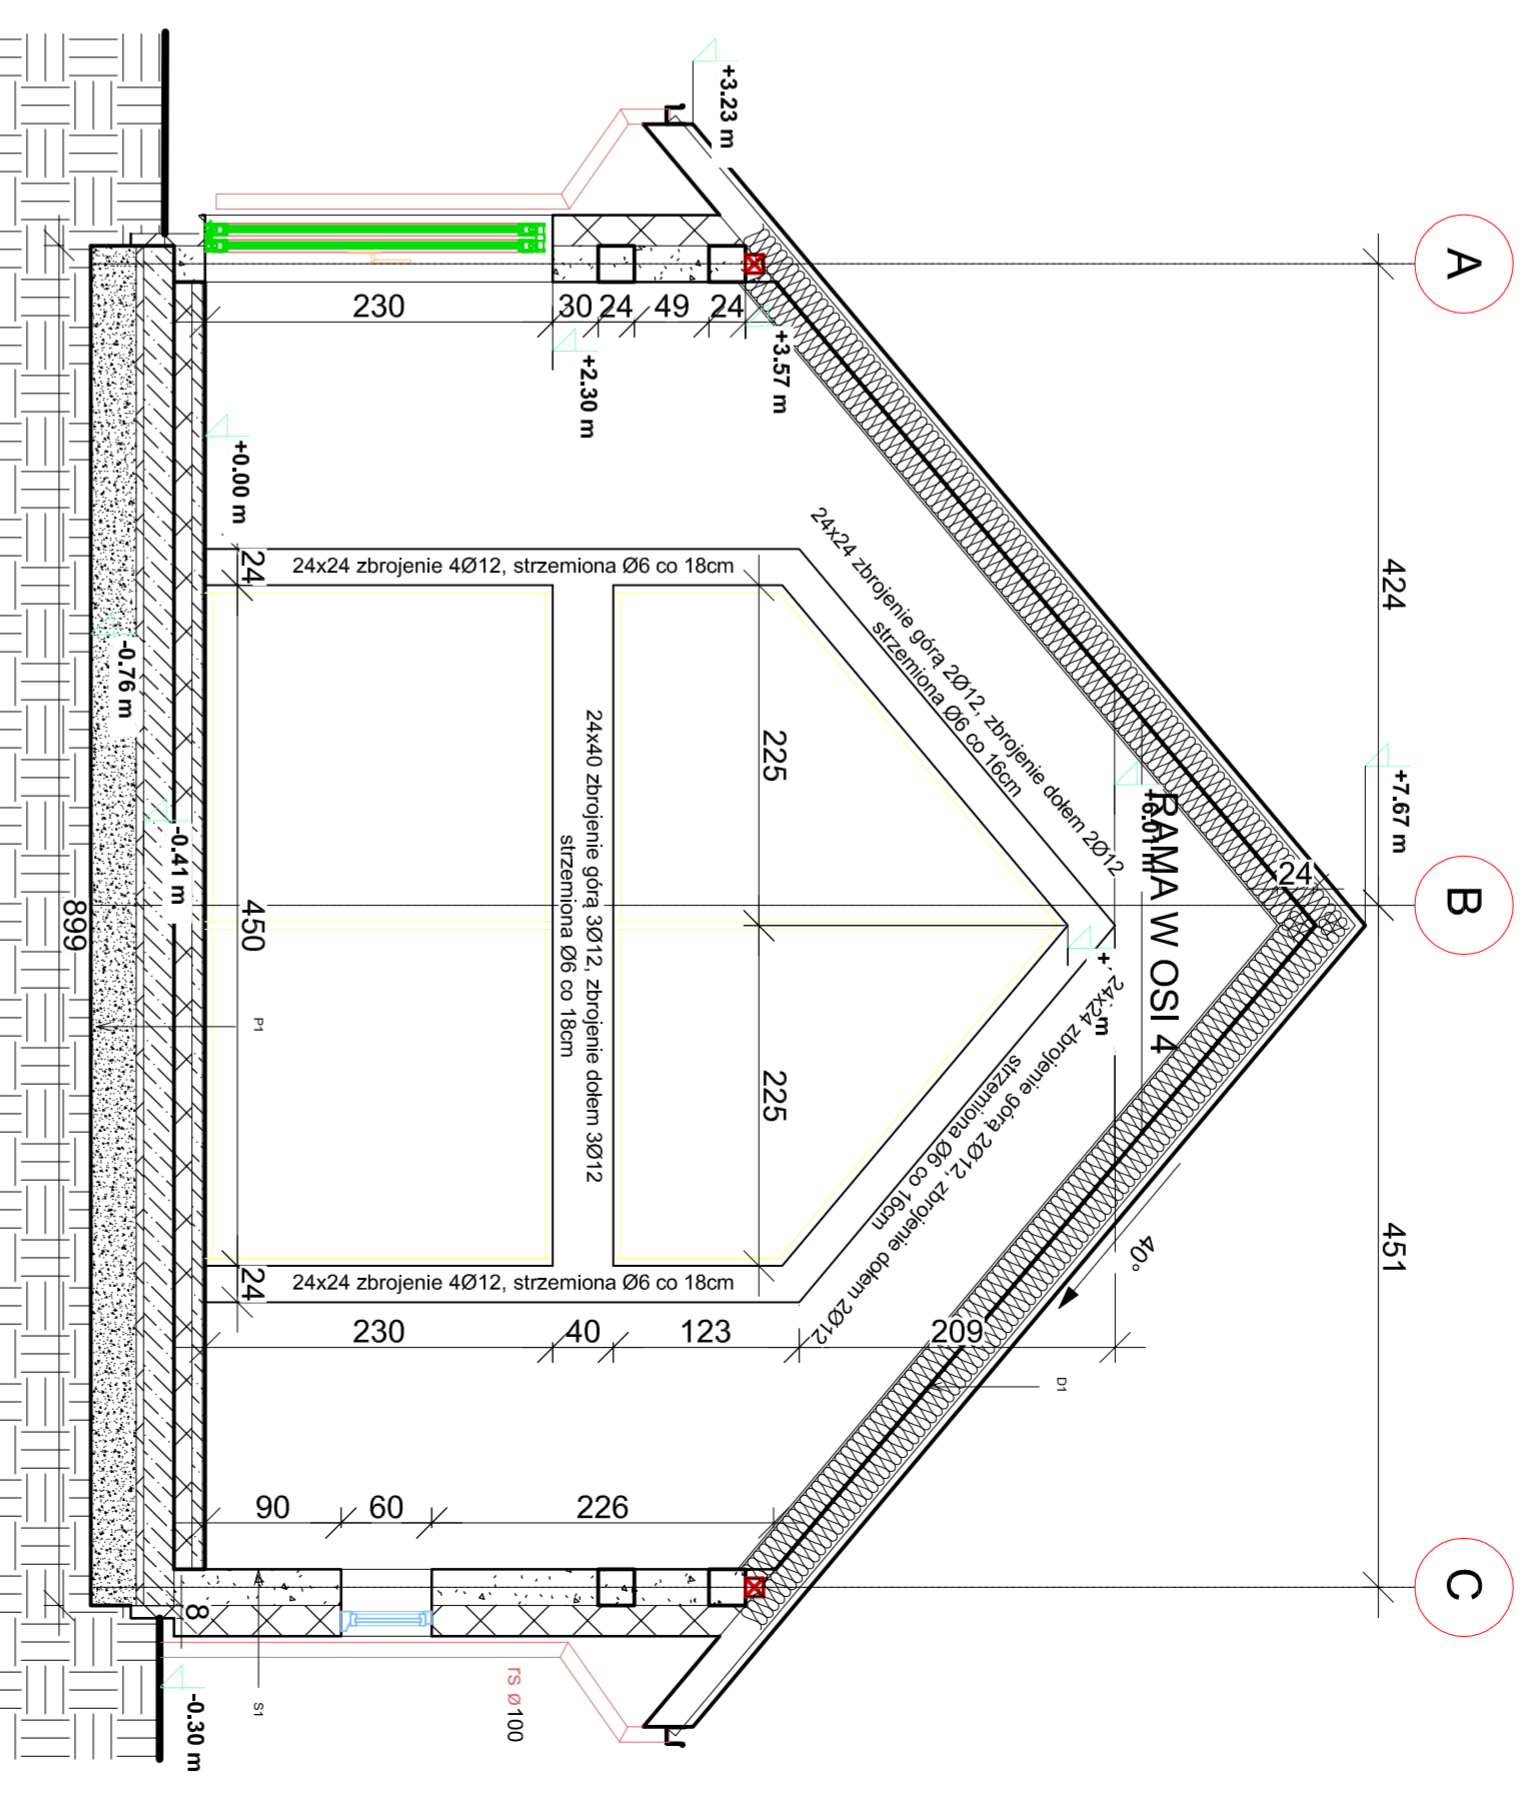 A
B
C
424
451
+7.67 m
24
RAMA W OSI 4
40°
D1
209
+3.23 m
+3.57 m
+2.30 m
+0.00 m
230
30
24
49
24
24x24 zbrojenie górą 2Ø12, zbrojenie dołem 2Ø12
strzemiona Ø6 co 16cm
24x24 zbrojenie górą 2Ø12, zbrojenie dołem 2Ø12
strzemiona Ø6 co 16cm
225
225
24x40 zbrojenie górą 3Ø12, zbrojenie dołem 3Ø12
strzemiona Ø6 co 18cm
24x24 zbrojenie 4Ø12, strzemiona Ø6 co 18cm
24x24 zbrojenie 4Ø12, strzemiona Ø6 co 18cm
24
450
24
P1
230
40
123
90
60
226
8
S1
rs ø100
-0.30 m
-0.41 m
-0.76 m
899